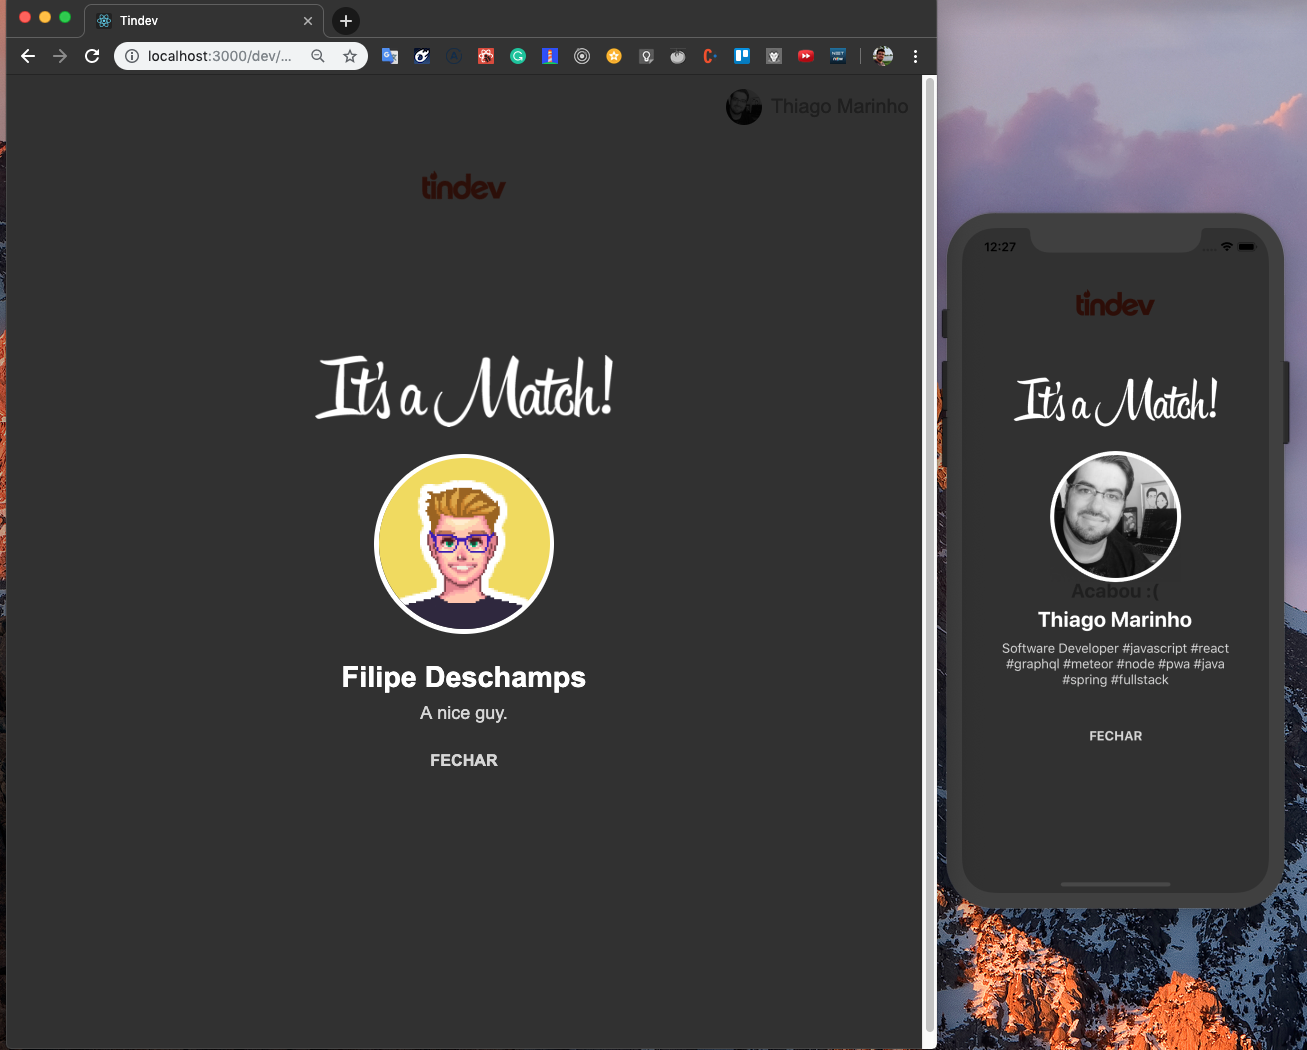 Tindev
localhost:3000/dev/...
Thiago Marinho
tindev
It's a Match!
Filipe Deschamps
A nice guy.
FECHAR
12:27
tindev
It's a Match!
Acabou :(
Thiago Marinho
Software Developer #javascript #react
#graphql #meteor #node #pwa #java
#spring #fullstack
FECHAR